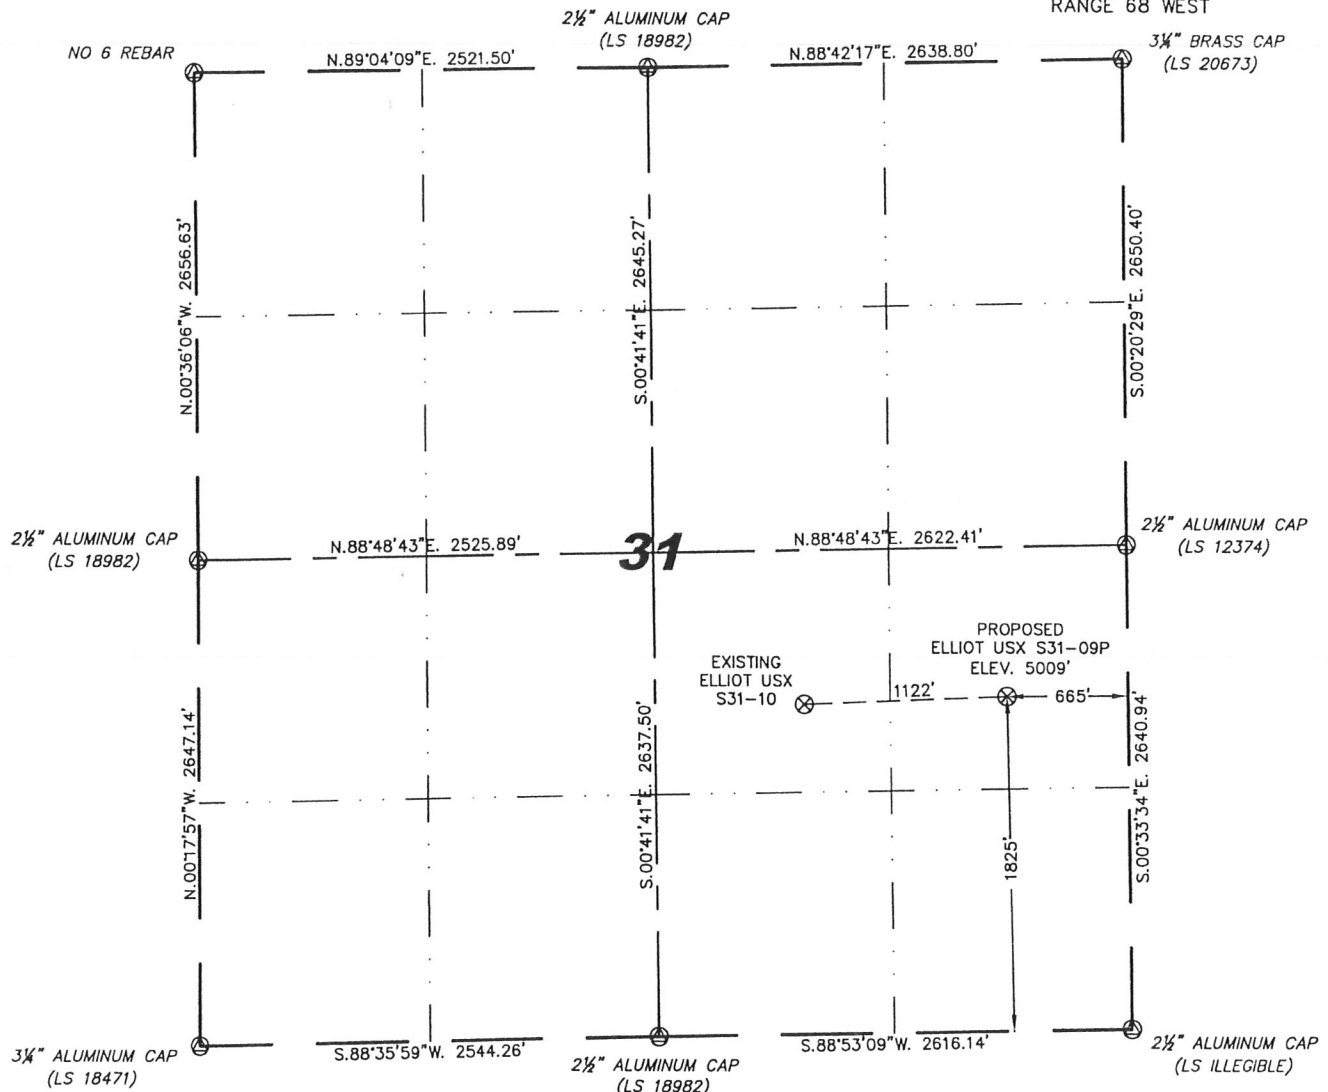 RANGE 68 WEST
2½" ALUMINUM CAP
(LS 18982)
NO 6 REBAR
3¼" BRASS CAP
(LS 20673)
N.89°04'09"E. 2521.50'
N.88°42'17"E. 2638.80'
N.00°36'06"W. 2656.63'
S.00°41'41"E. 2645.27'
S.00°20'29"E. 2650.40'
2½" ALUMINUM CAP
(LS 18982)
N.88°48'43"E. 2525.89'
31
N.88°48'43"E. 2622.41'
2½" ALUMINUM CAP
(LS 12374)
PROPOSED
ELLIOT USX S31-09P
ELEV. 5009'
EXISTING
ELLIOT USX
S31-10
1122'
665'
N.00°17'57"W. 2647.14'
S.00°41'41"E. 2637.50'
1825'
S.00°33'34"E. 2640.94'
3¼" ALUMINUM CAP
(LS 18471)
S.88°35'59"W. 2544.26'
2½" ALUMINUM CAP
(LS 18982)
S.88°53'09"W. 2616.14'
2½" ALUMINUM CAP
(LS ILLEGIBLE)